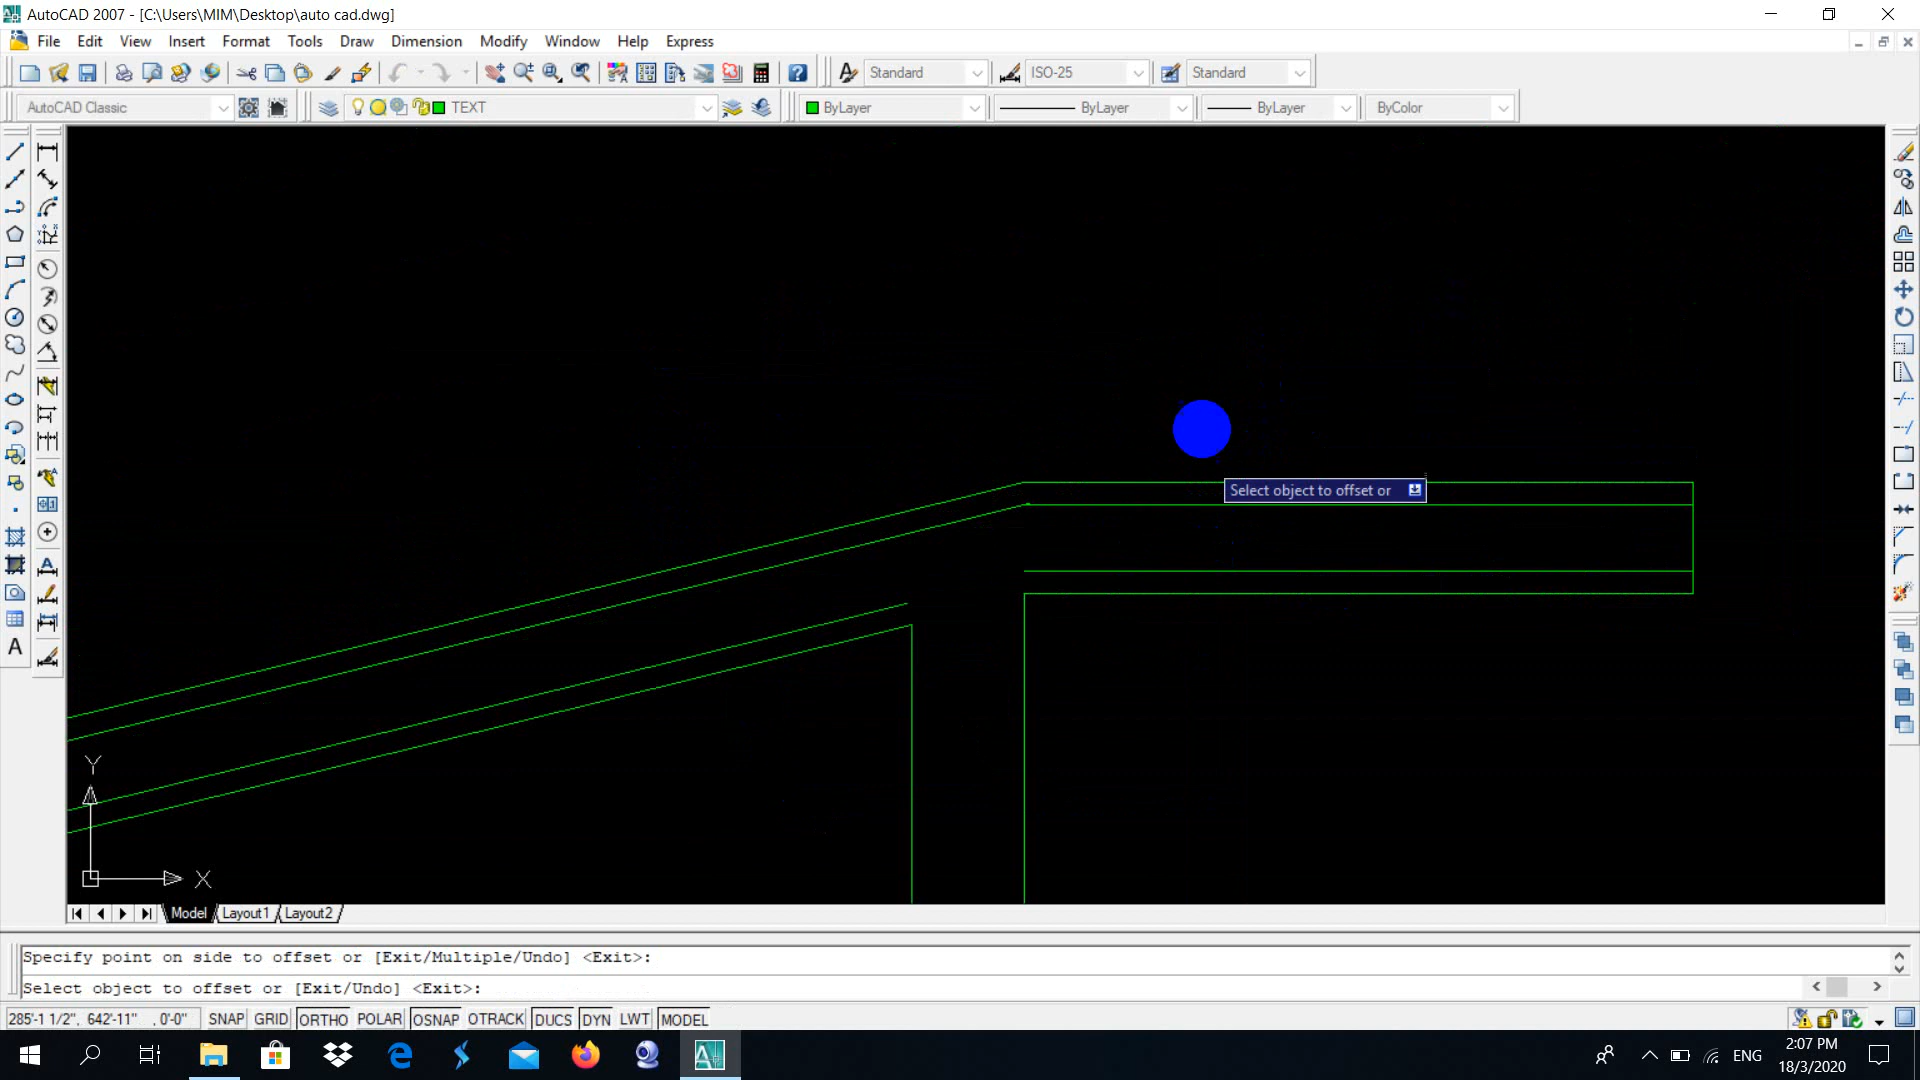 AutoCAD 2007 - [C:\Users\MIM\Desktop\auto cad.dwg]
File Edit View Insert Format Tools Draw Dimension Modify Window Help Express
Standard ISO-25 Standard
AutoCAD Classic TEXT ByLayer ByLayer ByLayer ByColor
A
Select object to offset or
Y
X
Model Layout1 Layout2
Specify point on side to offset or [Exit/Multiple/Undo] <Exit>:
Select object to offset or [Exit/Undo] <Exit>:
285'-1 1/2", 642'-11" , 0'-0" SNAP GRID ORTHO POLAR OSNAP OTRACK DUCS DYN LWT MODEL
ENG
2:07 PM
18/3/2020